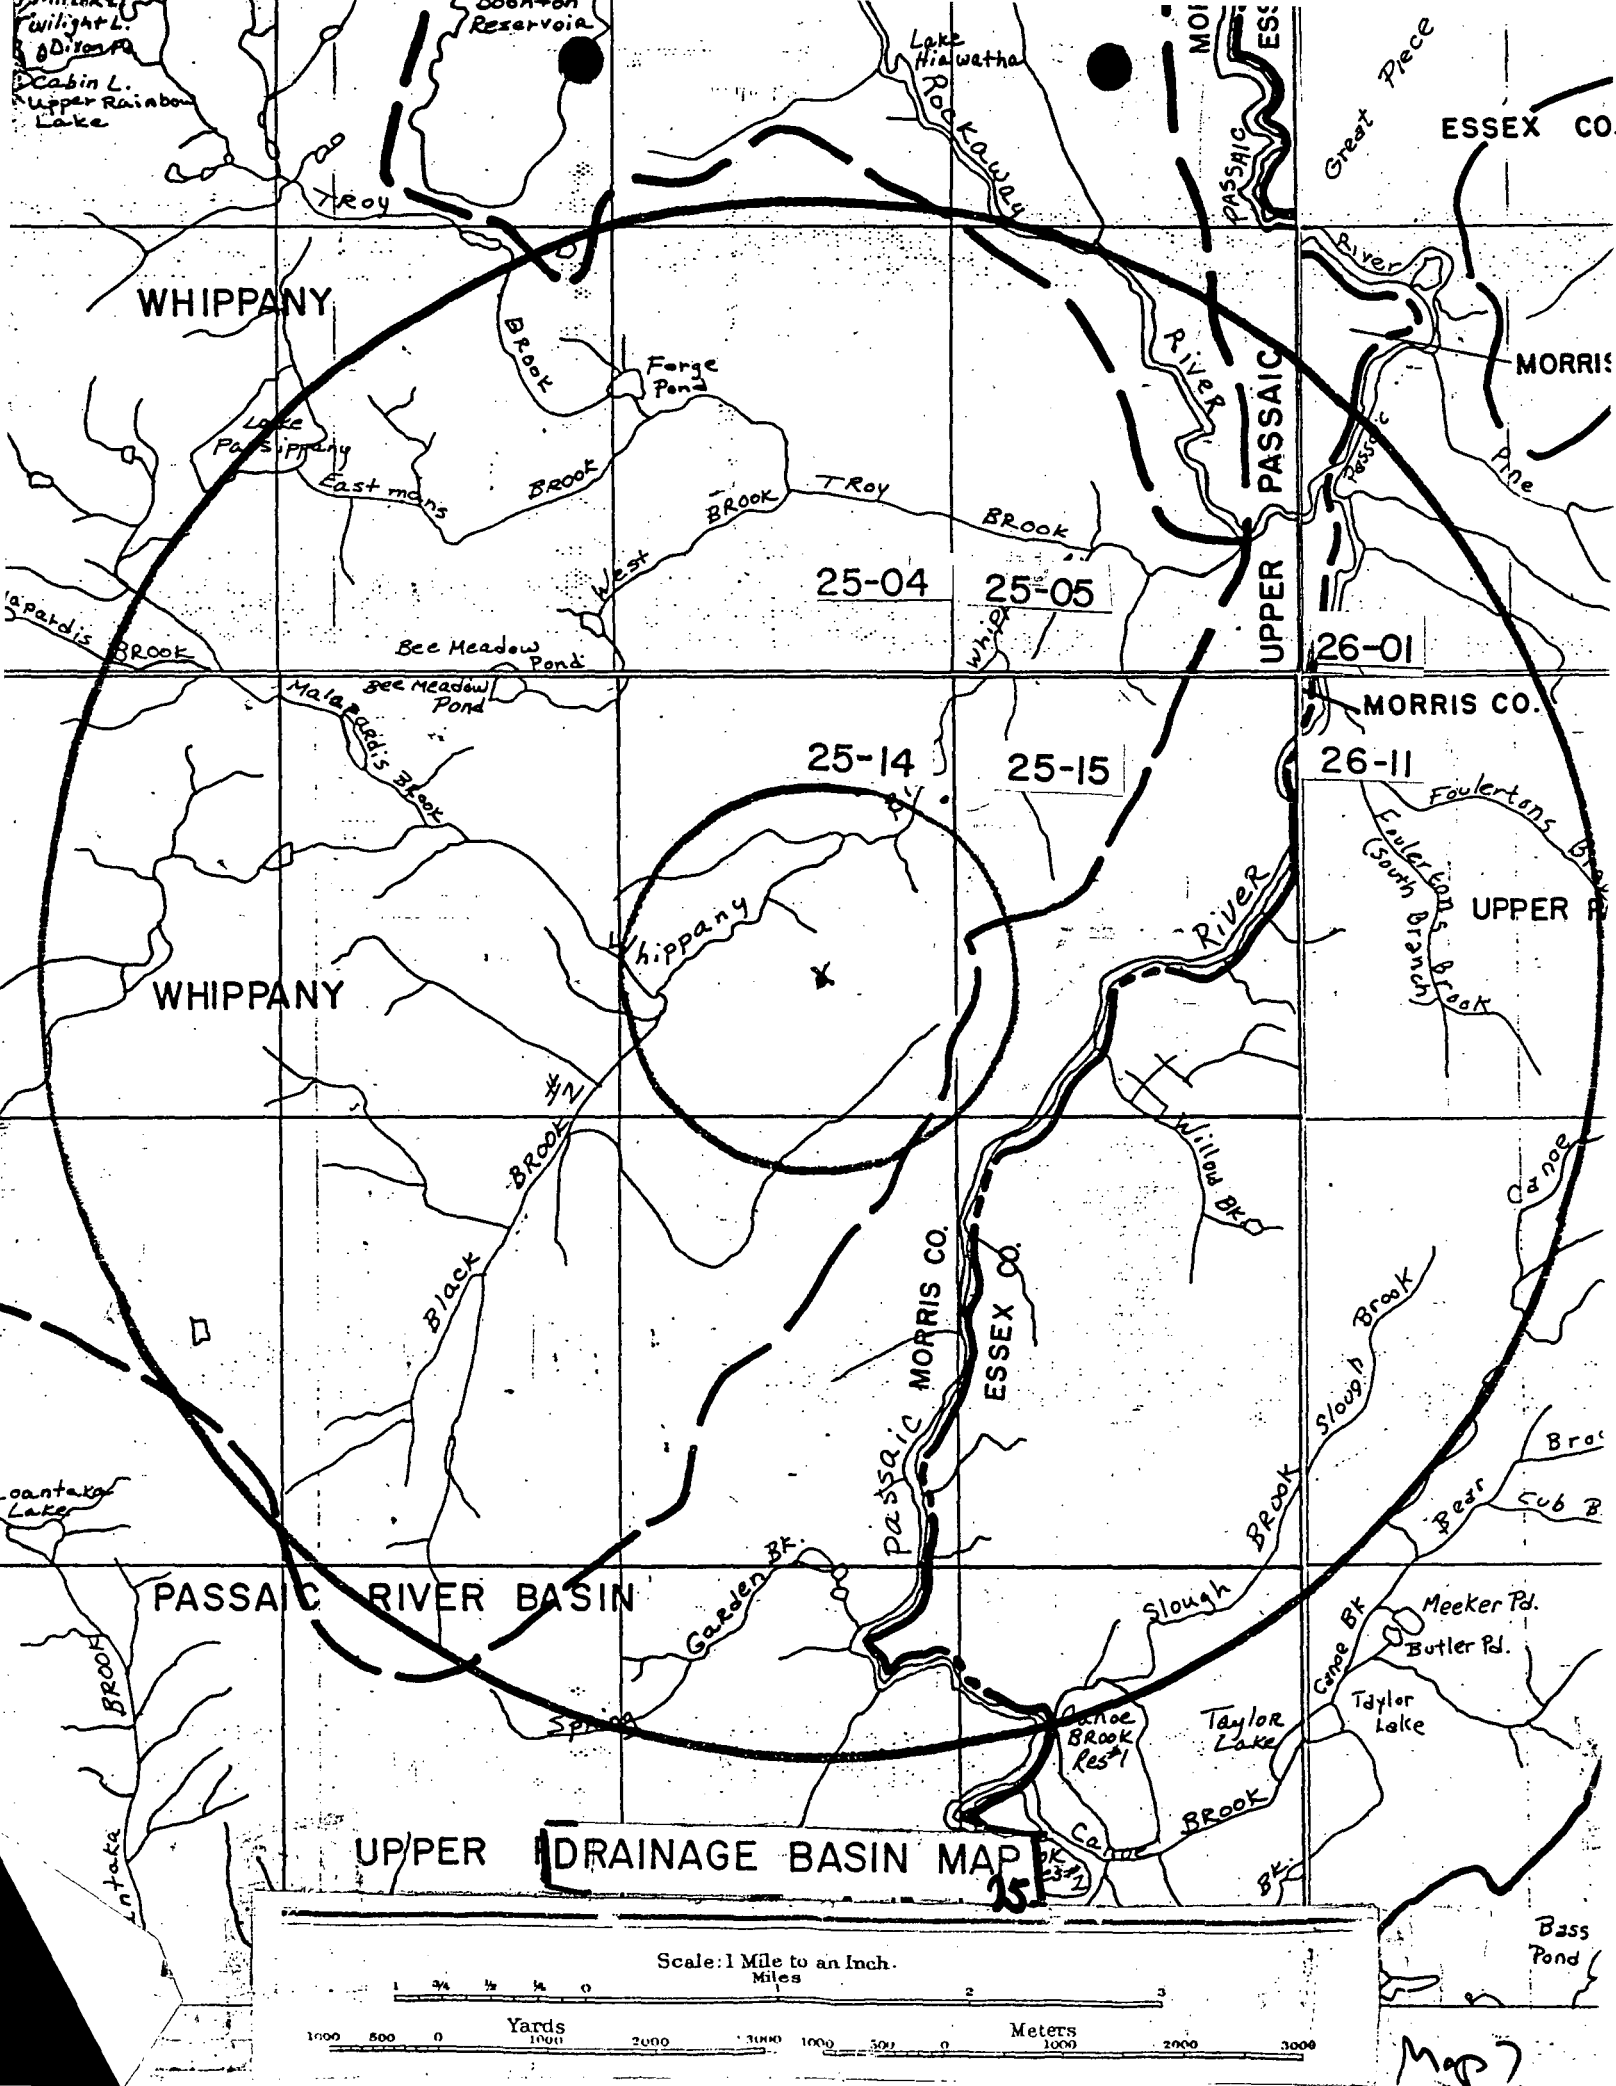 Twilight L.
Dixon Pd
Cabin L.
Upper Rainbow
Lake
Boonton
Reservoir
Lake
Hiawatha
Rockaway
River
PASSAIC
River
Great Piece
ESSEX CO.
MORRIS
TROY
BROOK
WHIPPANY
Forge
Pond
Lake
Parsippany
Eastmans
BROOK
West
BROOK
TROY
BROOK
UPPER PASSAIC
Passaic
Pine
25-04
25-05
26-01
Whipp
BROOK
Bee Meadow
Pond
Bee Meadow
Pond
Malapardis
BROOK
MORRIS CO.
25-14
25-15
26-11
Foulertons
Foulertons Brook
(South Branch)
UPPER P
River
Whippany
x
WHIPPANY
#2
BROOK
Black
Willow BK.
Canoe
MORRIS CO.
ESSEX CO.
Passaic
Brook
Slough
BROOK
Slough
Bear
Cub B
Loantaka
Lake
PASSAIC RIVER BASIN
Garden BK.
Spring
BROOK
Meeker Pd.
Butler Pd.
Canoe BK
Taylor
Lake
Taylor
Lake
Canoe
BROOK
Res#1
BROOK
Bk.
UPPER
DRAINAGE BASIN MAP
25
Bass
Pond
Scale: 1 Mile to an Inch.
Miles
1 3/4 1/2 1/4 0 1 2 3
Yards
1000 500 0 1000 2000 3000
Meters
1000 500 0 1000 2000 3000
Map 7